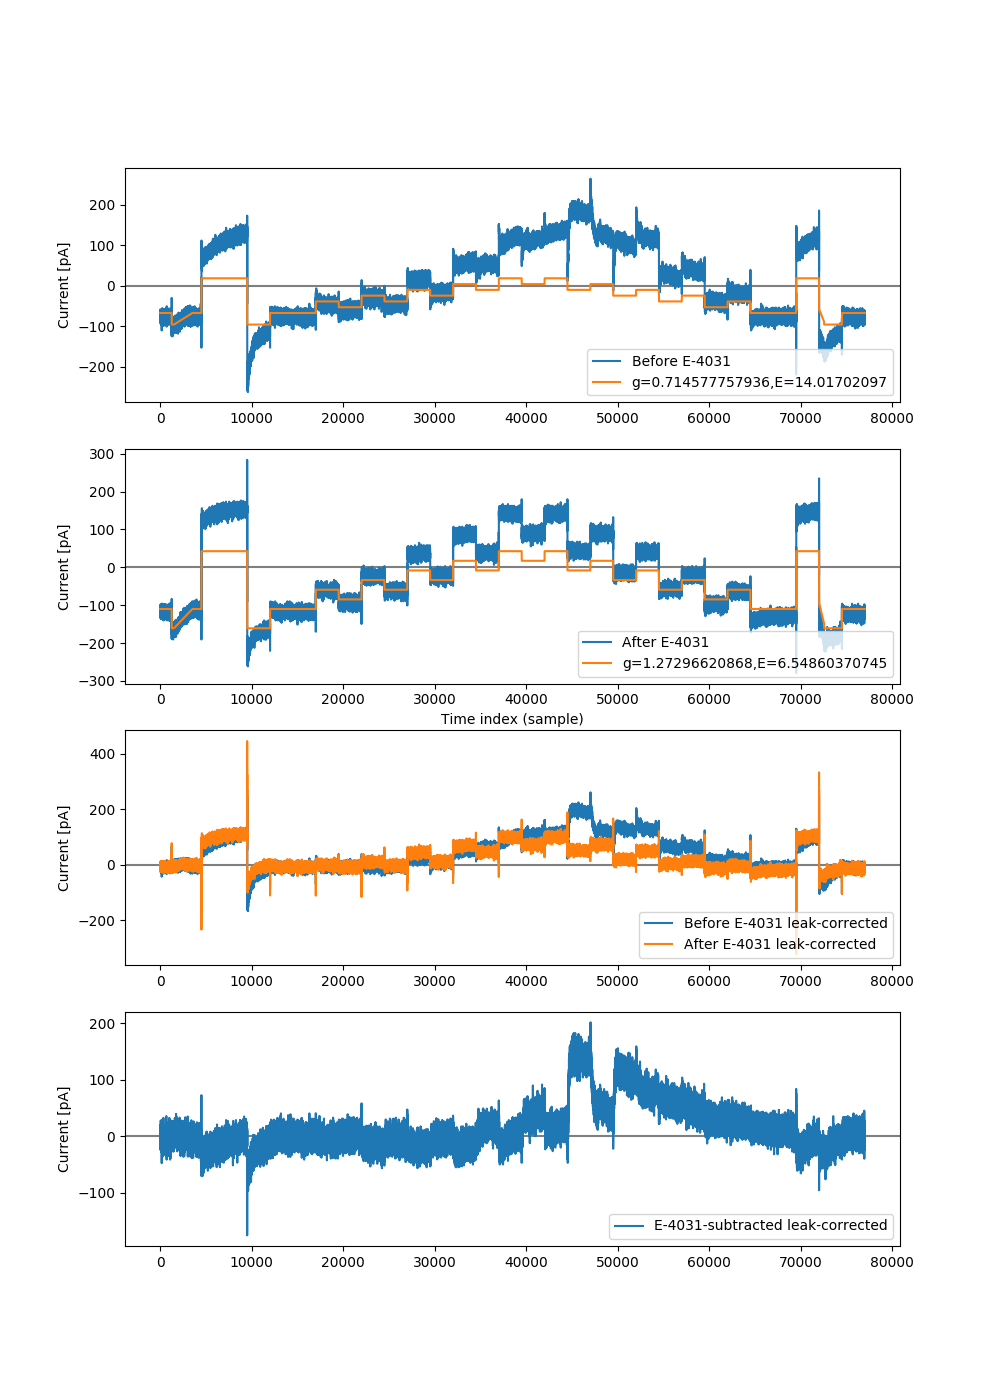 200
100
0
−100
−200
Current [pA]
Before E-4031
g=0.714577757936,E=14.01702097
0 10000 20000 30000 40000 50000 60000 70000 80000
300
200
100
0
−100
−200
−300
Current [pA]
After E-4031
g=1.27296620868,E=6.54860370745
0 10000 20000 30000 40000 50000 60000 70000 80000
Time index (sample)
400
200
0
−200
Current [pA]
Before E-4031 leak-corrected
After E-4031 leak-corrected
0 10000 20000 30000 40000 50000 60000 70000 80000
200
100
0
−100
Current [pA]
E-4031-subtracted leak-corrected
0 10000 20000 30000 40000 50000 60000 70000 80000